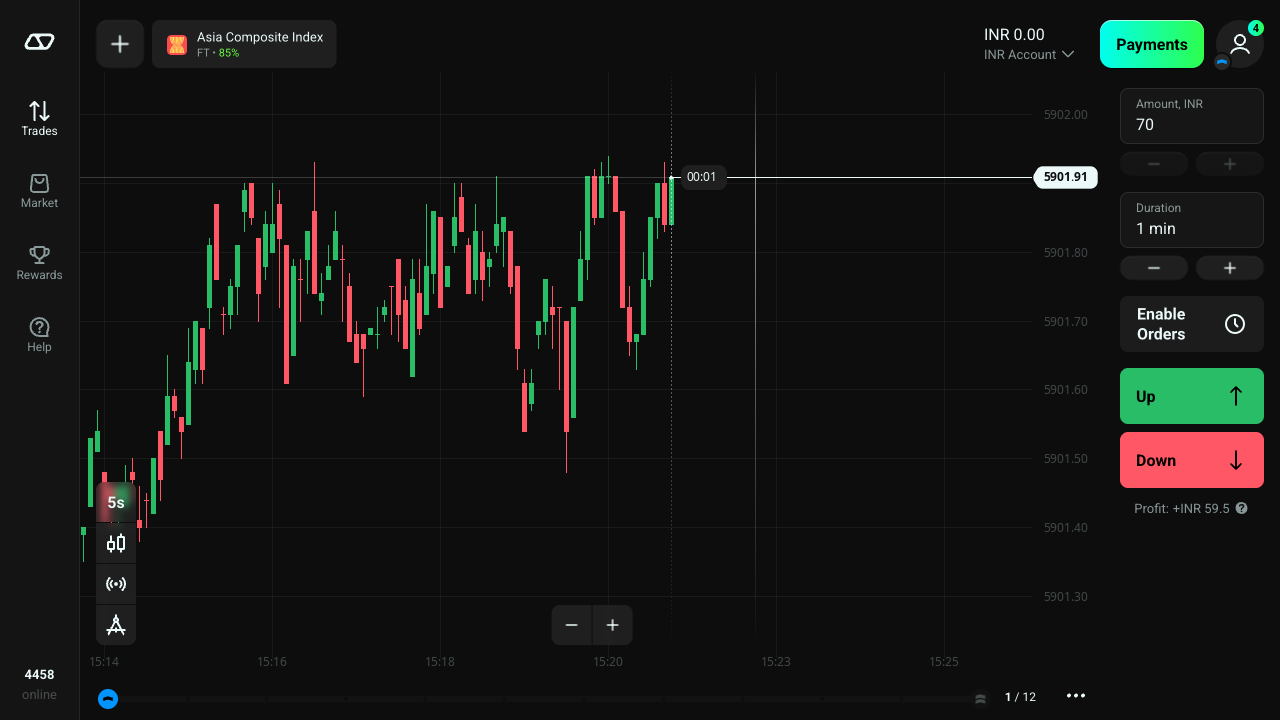 Asia Composite Index
FT • 85%
INR 0.00
INR Account
Payments
4
Trades
Market
Rewards
Help
4458
online
5902.00
5901.91
5901.80
5901.70
5901.60
5901.50
5901.40
5901.30
00:01
5s
15:14
15:16
15:18
15:20
15:23
15:25
1 / 12
Amount, INR
70
Duration
1 min
Enable
Orders
Up
Down
Profit: +INR 59.5